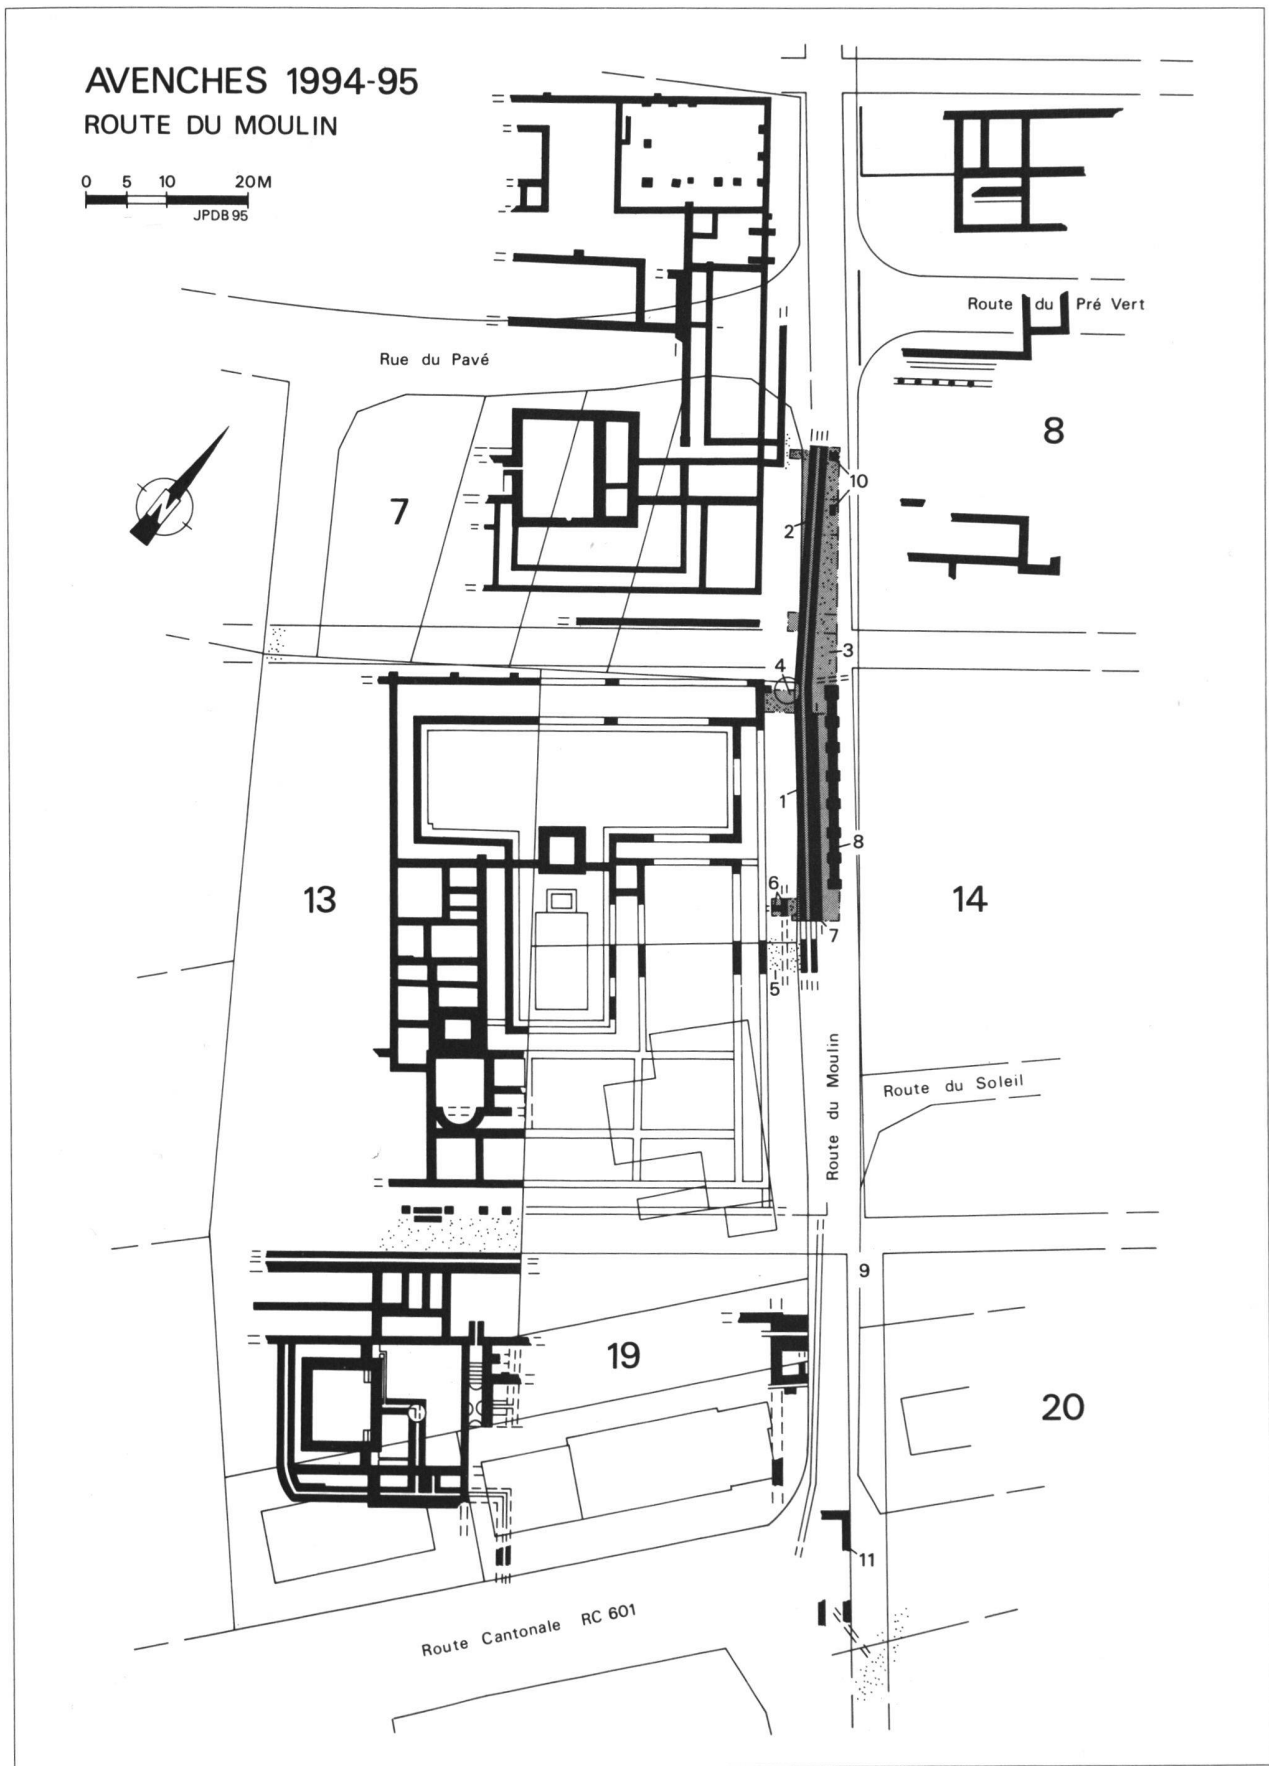 AVENCHES 1994-95
ROUTE DU MOULIN
0 5 10 20M
JPDB 95
Route du Pré Vert
Rue du Pavé
8
10
7
2
N
3
4
1
8
13
6
14
7
5
Route du Moulin
Route du Soleil
9
19
20
11
Route Cantonale RC 601